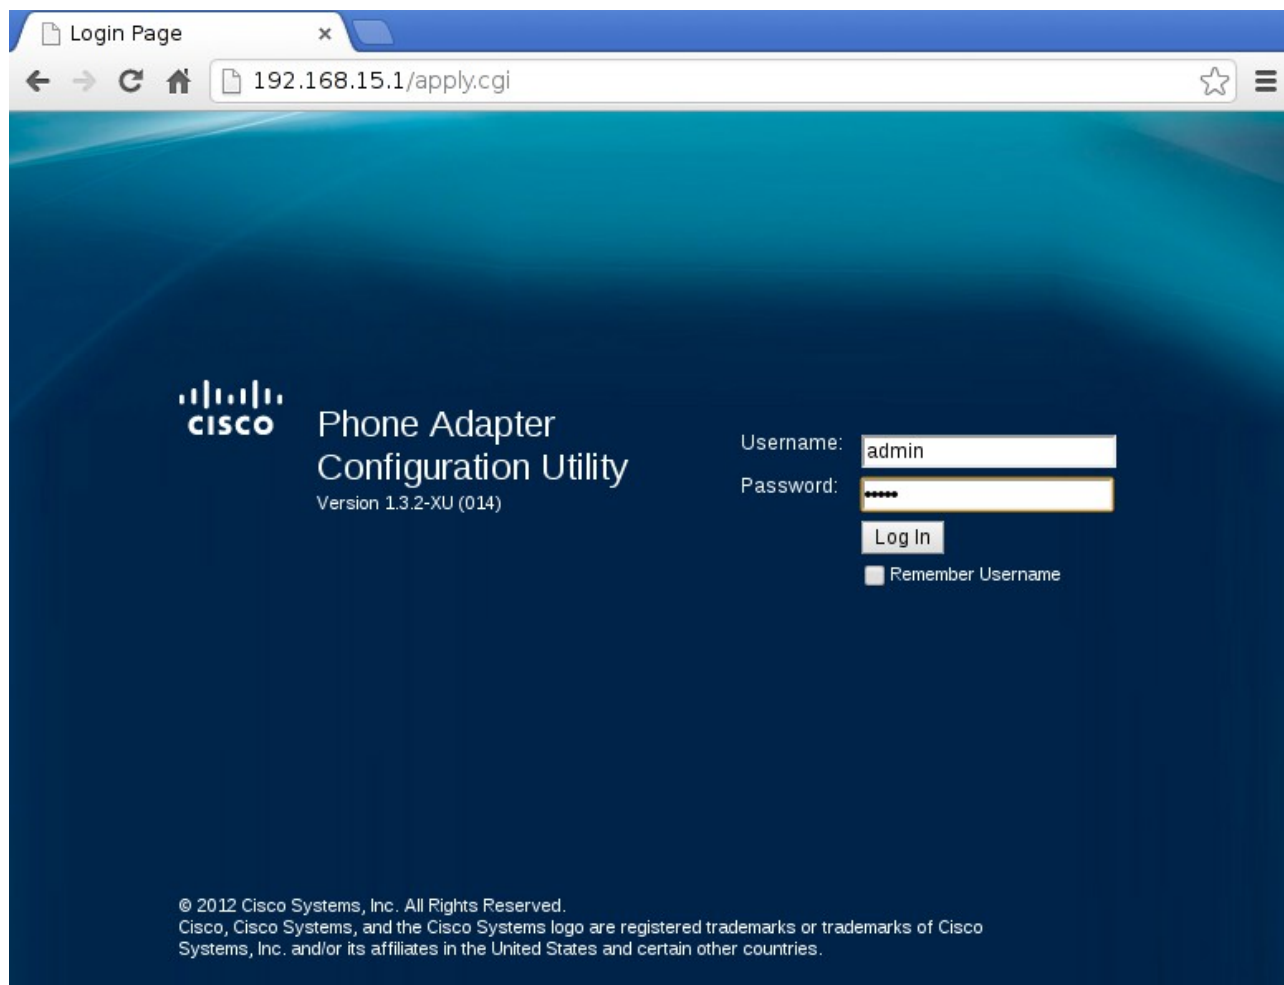 Login Page
192.168.15.1/apply.cgi
CISCO
Phone Adapter
Configuration Utility
Version 1.3.2-XU (014)
Username: admin
Password: •••••
Log In
Remember Username
© 2012 Cisco Systems, Inc. All Rights Reserved.
Cisco, Cisco Systems, and the Cisco Systems logo are registered trademarks or trademarks of Cisco
Systems, Inc. and/or its affiliates in the United States and certain other countries.